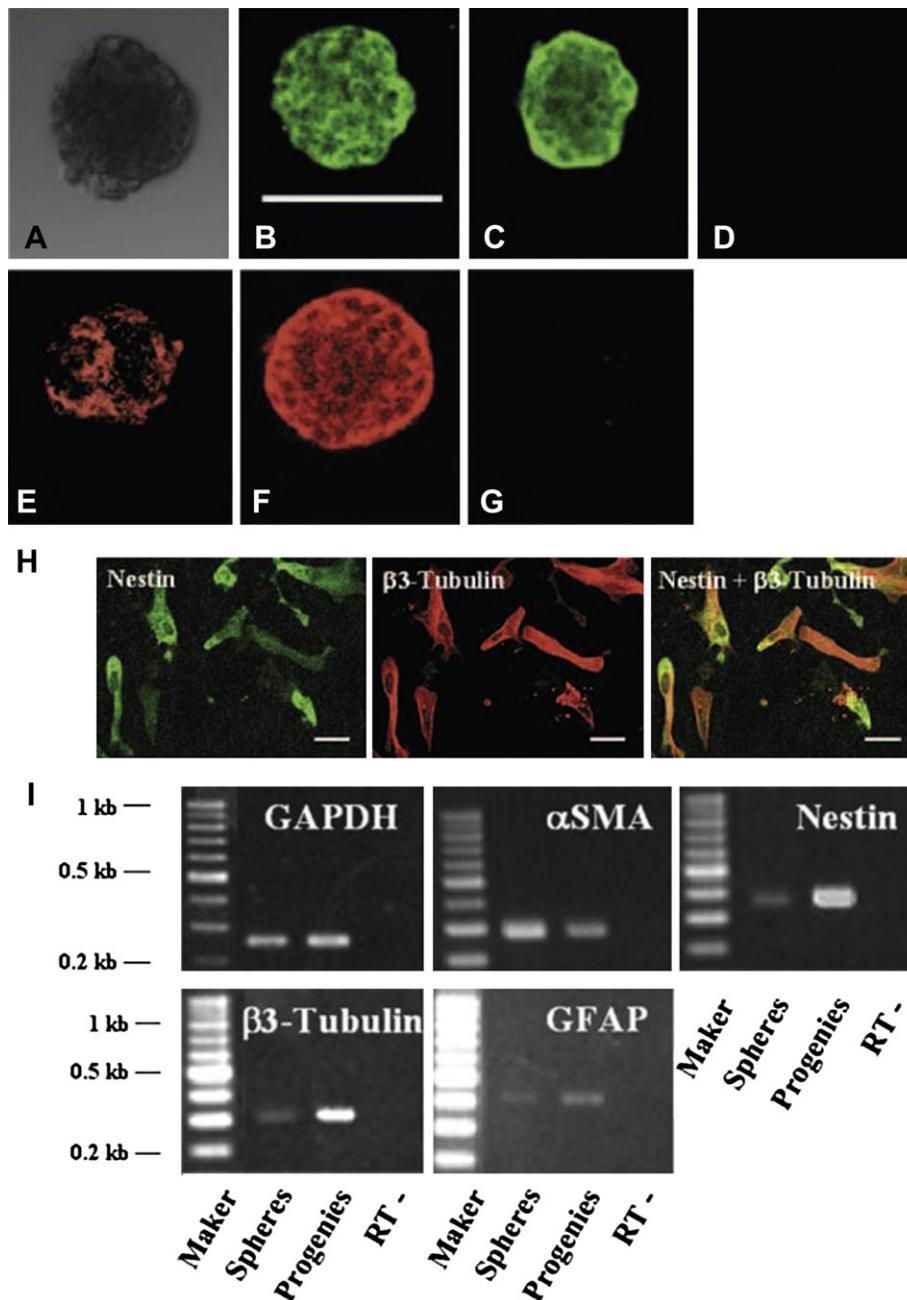 A
B
C
D
E
F
G
H
Nestin
β3-Tubulin
Nestin + β3-Tubulin
I
1 kb
0.5 kb
0.2 kb
GAPDH
αSMA
Nestin
1 kb
0.5 kb
0.2 kb
β3-Tubulin
GFAP
Maker
Spheres
Progenies
RT -
Maker
Spheres
Progenies
RT -
Maker
Spheres
Progenies
RT -